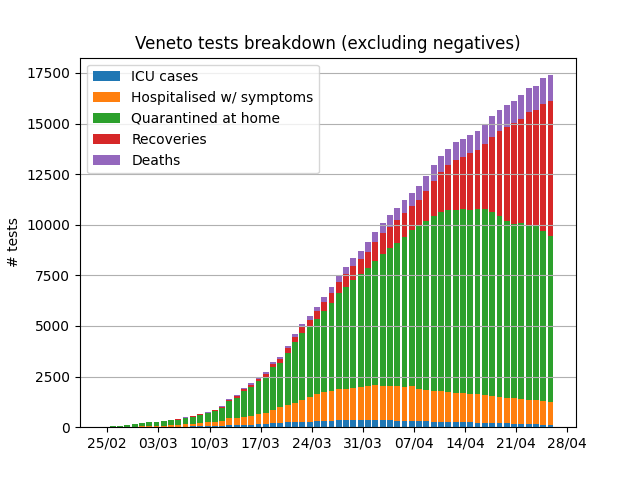 Veneto tests breakdown (excluding negatives)
ICU cases
Hospitalised w/ symptoms
Quarantined at home
Recoveries
Deaths
# tests
17500
15000
12500
10000
7500
5000
2500
0
25/02 03/03 10/03 17/03 24/03 31/03 07/04 14/04 21/04 28/04